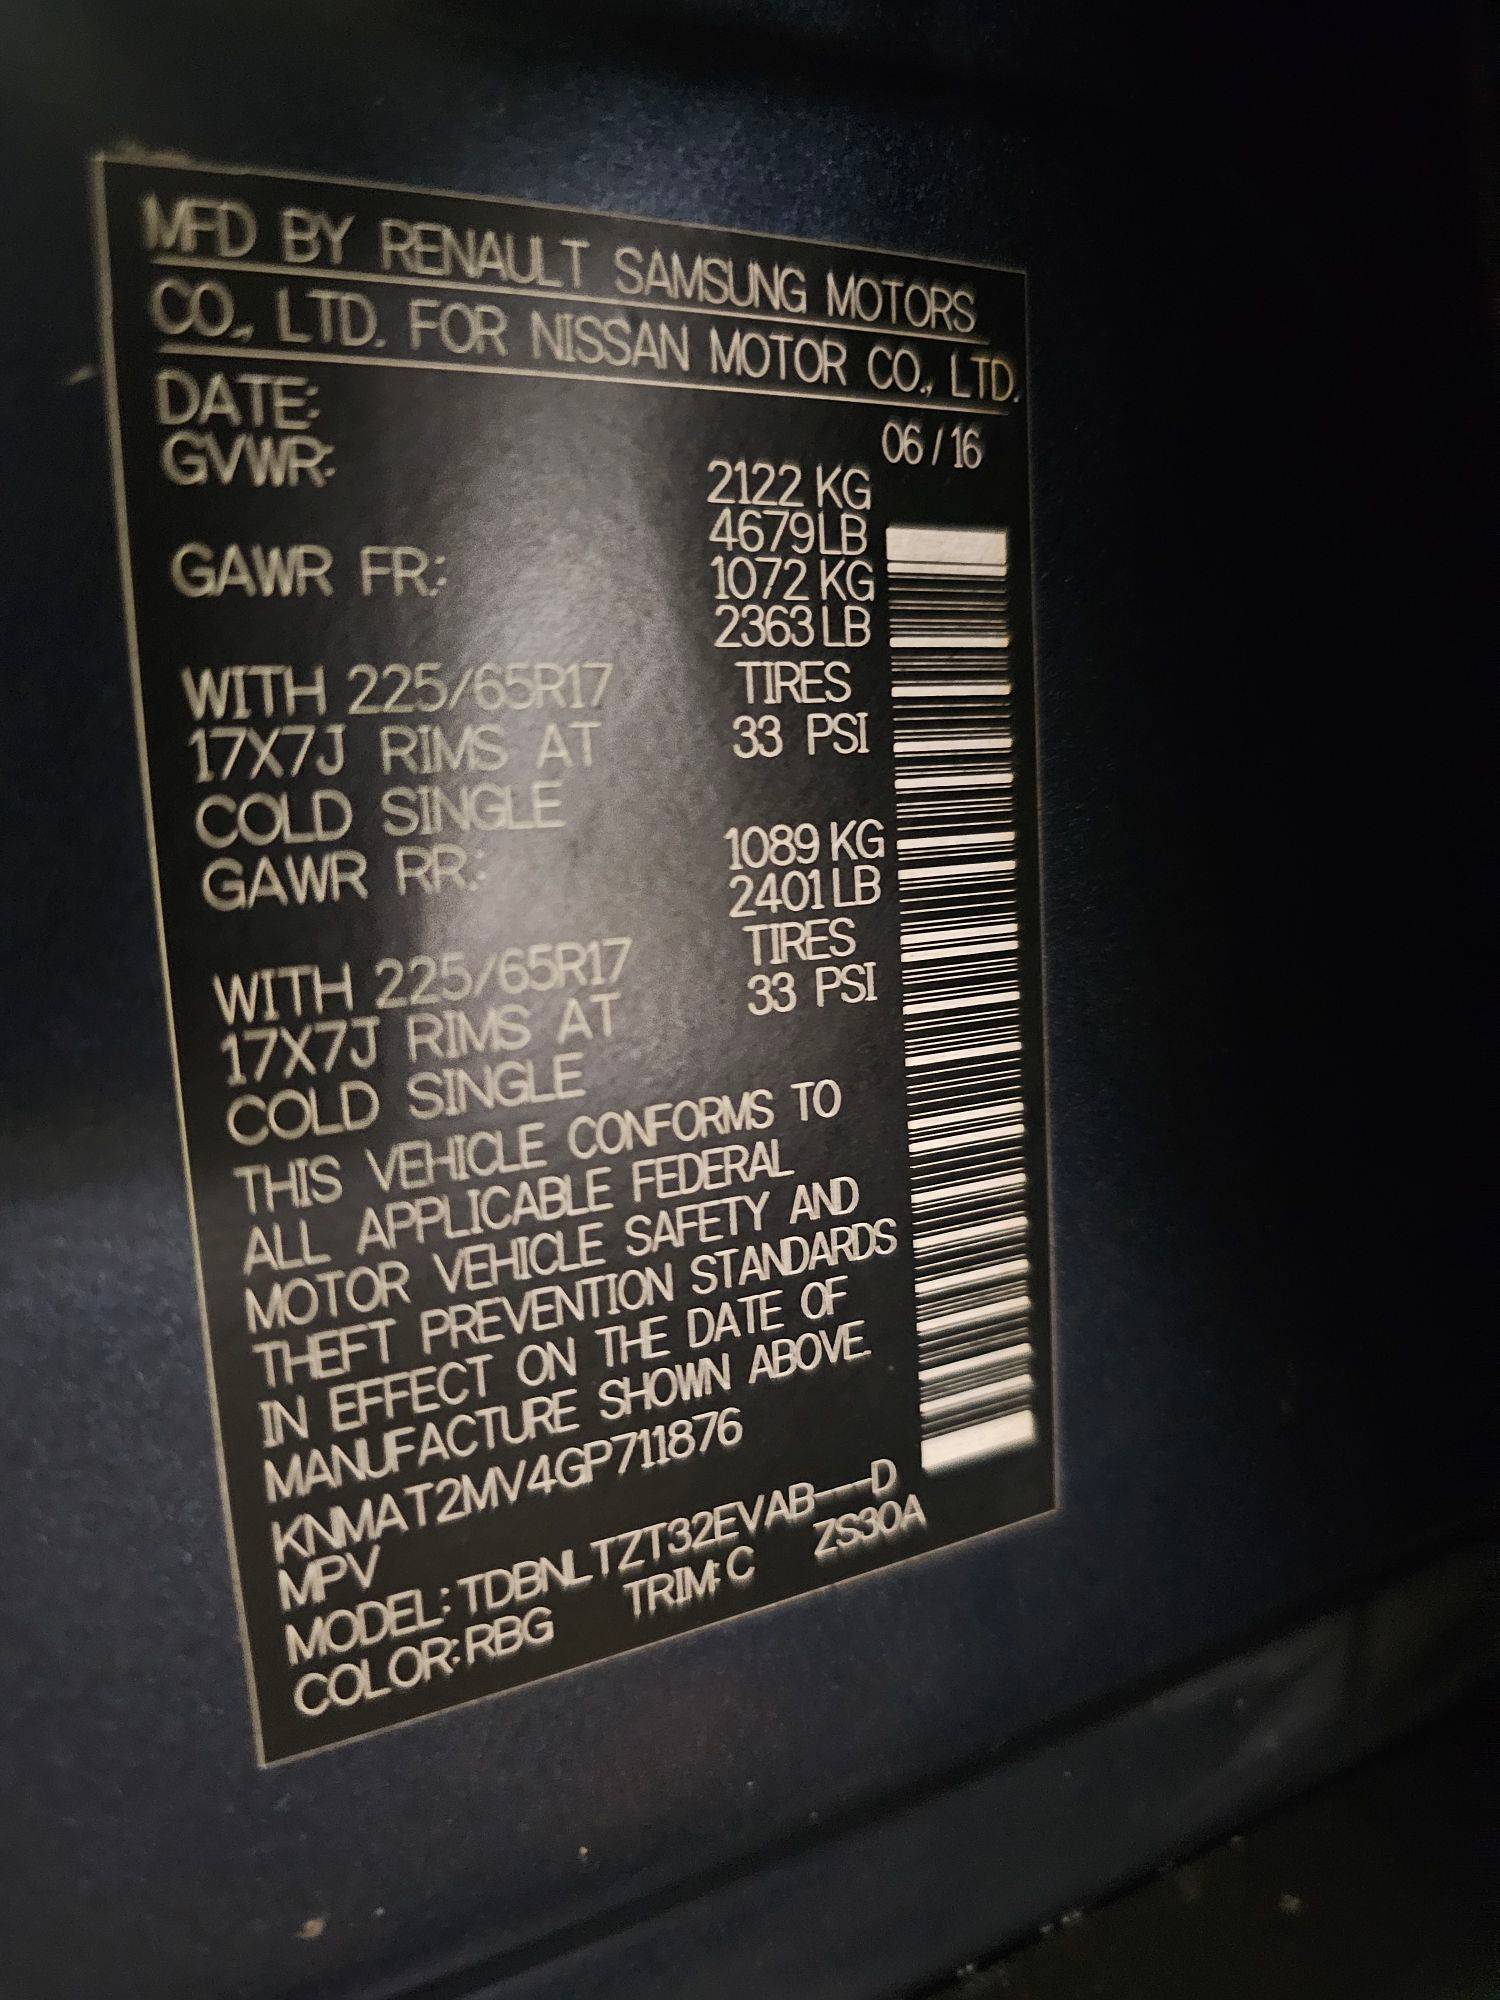 MFD BY RENAULT SAMSUNG MOTORS
CO., LTD. FOR NISSAN MOTOR CO., LTD.
DATE: 06 / 16
GVWR: 2122 KG
4679 LB
GAWR FR: 1072 KG
2363 LB
WITH 225/65R17 TIRES
17X7J RIMS AT 33 PSI
COLD SINGLE
GAWR RR: 1089 KG
2401 LB
WITH 225/65R17 TIRES
17X7J RIMS AT 33 PSI
COLD SINGLE
THIS VEHICLE CONFORMS TO
ALL APPLICABLE FEDERAL
MOTOR VEHICLE SAFETY AND
THEFT PREVENTION STANDARDS
IN EFFECT ON THE DATE OF
MANUFACTURE SHOWN ABOVE.
KNMAT2MV4GP711876
MPV
MODEL: TDBNLTZT32EVAB---D
COLOR: RBG TRIM: C ZS30A